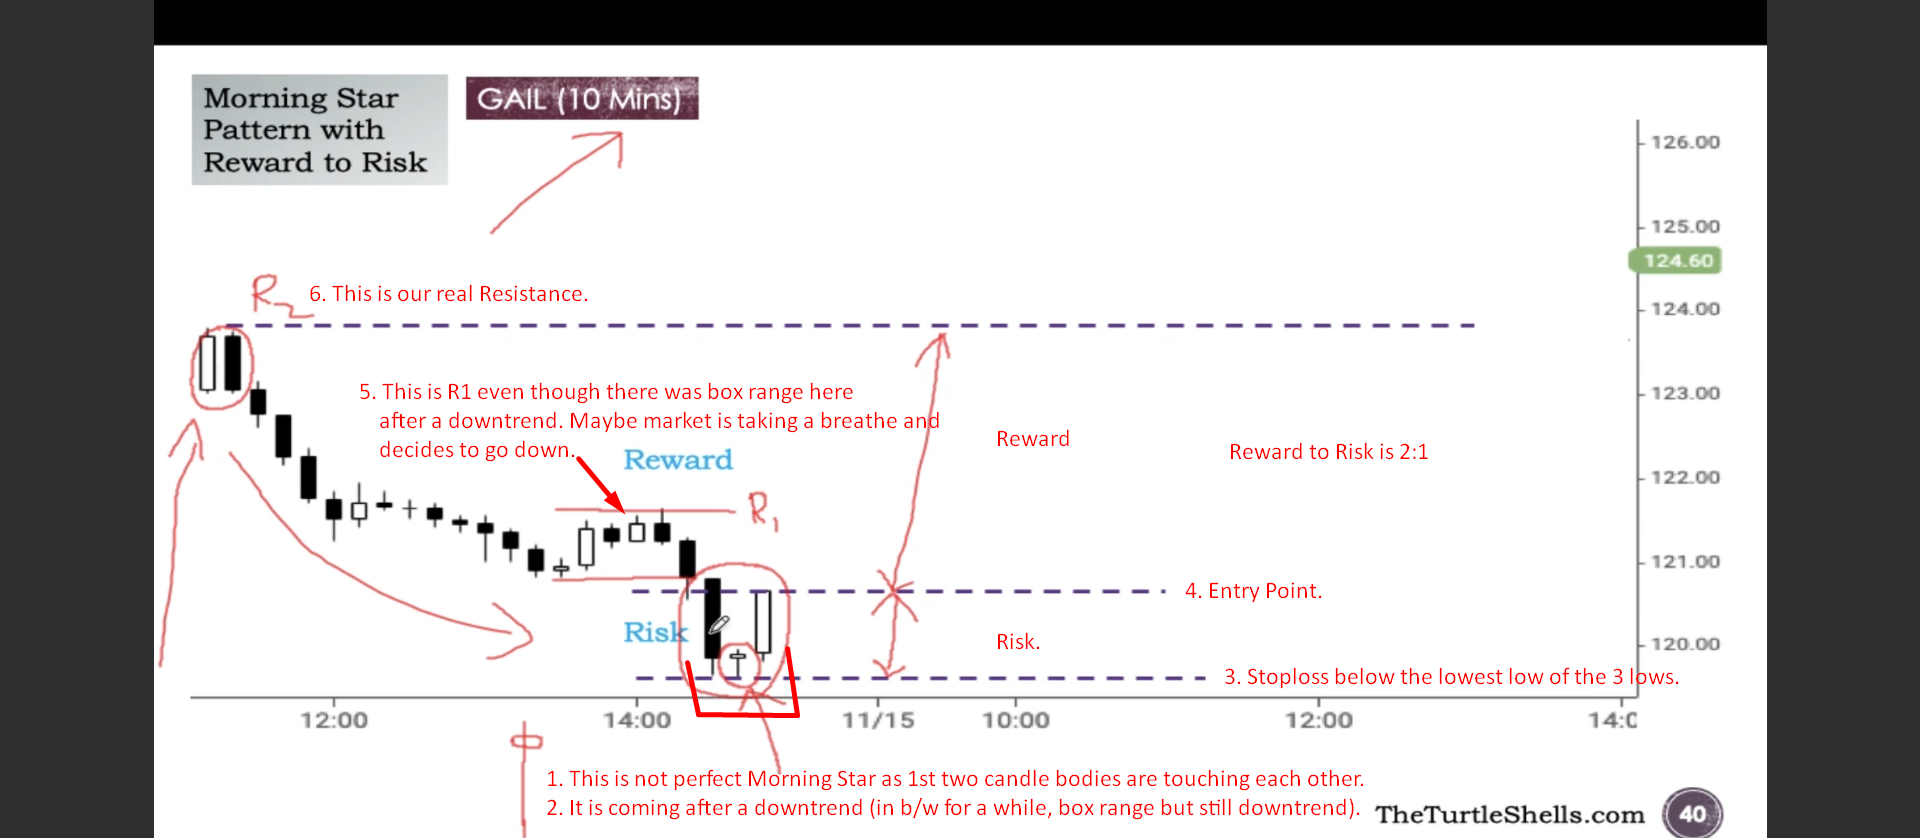 Morning Star
Pattern with
Reward to Risk
GAIL (10 Mins)
126.00
125.00
124.60
R2 6. This is our real Resistance.
124.00
5. This is R1 even though there was box range here
after a downtrend. Maybe market is taking a breathe and
decides to go down.
123.00
Reward
Reward
Reward to Risk is 2:1
122.00
R1
121.00
4. Entry Point.
Risk
Risk.
120.00
3. Stoploss below the lowest low of the 3 lows.
12:00 14:00 11/15 10:00 12:00 14:0
1. This is not perfect Morning Star as 1st two candle bodies are touching each other.
2. It is coming after a downtrend (in b/w for a while, box range but still downtrend).
TheTurtleShells.com 40